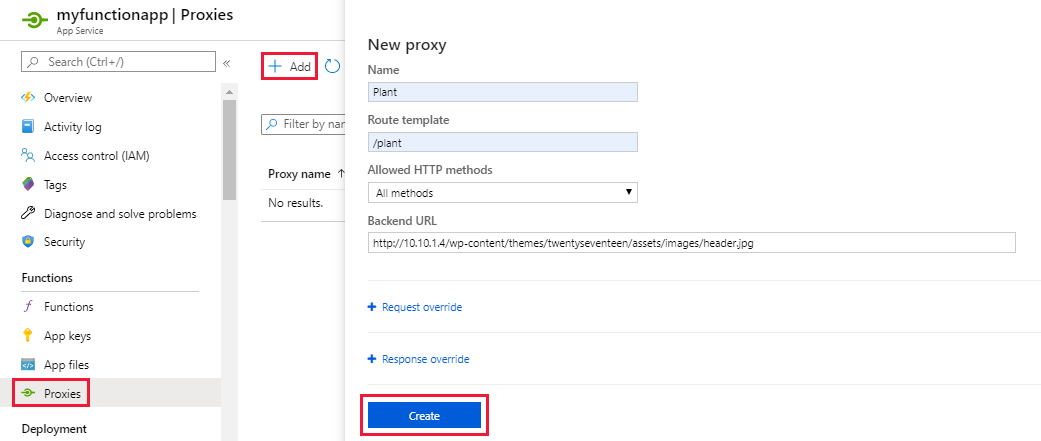 myfunctionapp | Proxies
App Service
Search (Ctrl+/)
«
Overview
Activity log
Access control (IAM)
Tags
Diagnose and solve problems
Security
Functions
Functions
App keys
App files
Proxies
Deployment
+ Add
Filter by nam
Proxy name ↑
No results.
New proxy
Name
Plant
Route template
/plant
Allowed HTTP methods
All methods
Backend URL
http://10.10.1.4/wp-content/themes/twentyseventeen/assets/images/header.jpg
+ Request override
+ Response override
Create